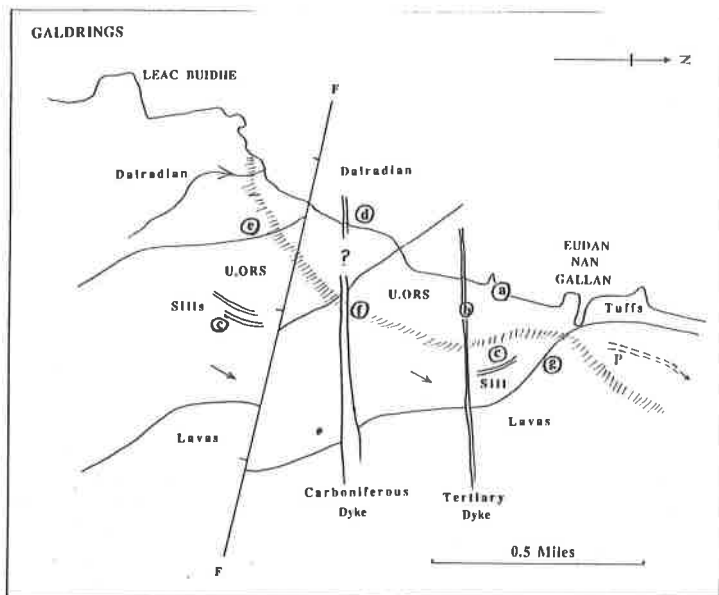 GALDRINGS
N
LEAC BUIDHE
F
Dalradian
Dalradian
d
e
?
EUDAN
NAN
GALLAN
a
U.ORS
U.ORS
Tuffs
Sills
f
b
c
c
P
g
Sill
Lavas
Lavas
Carboniferous
Dyke
Tertiary
Dyke
0.5 Miles
F